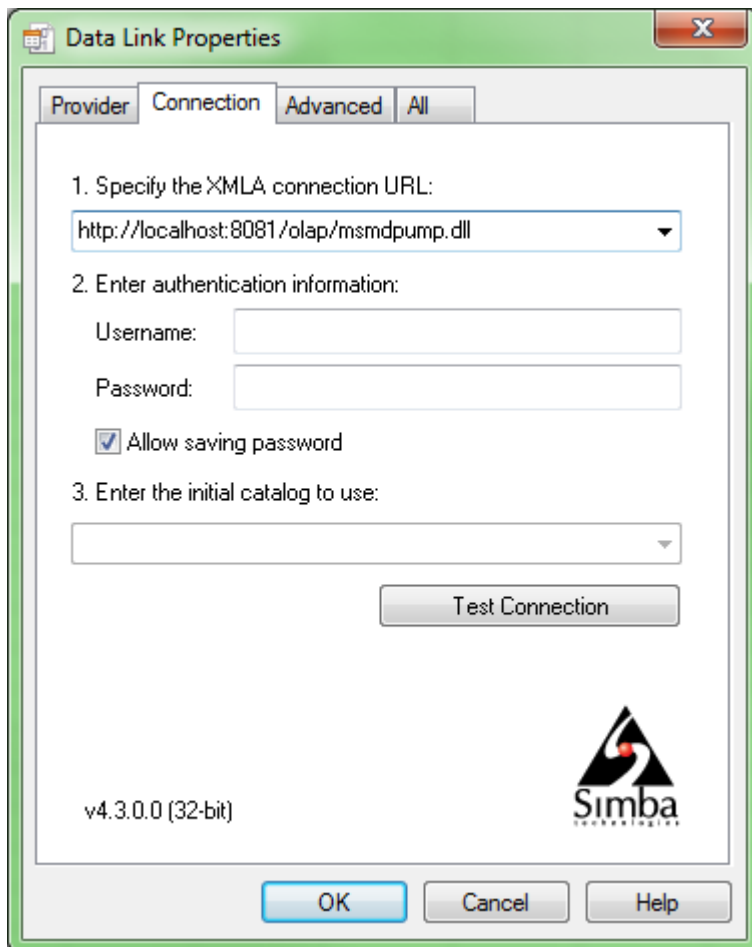 Data Link Properties
Provider Connection Advanced All
1. Specify the XMLA connection URL:
http://localhost:8081/olap/msmdpump.dll
2. Enter authentication information:
Username:
Password:
Allow saving password
3. Enter the initial catalog to use:
Test Connection
Simba
technologies
v4.3.0.0 (32-bit)
OK Cancel Help